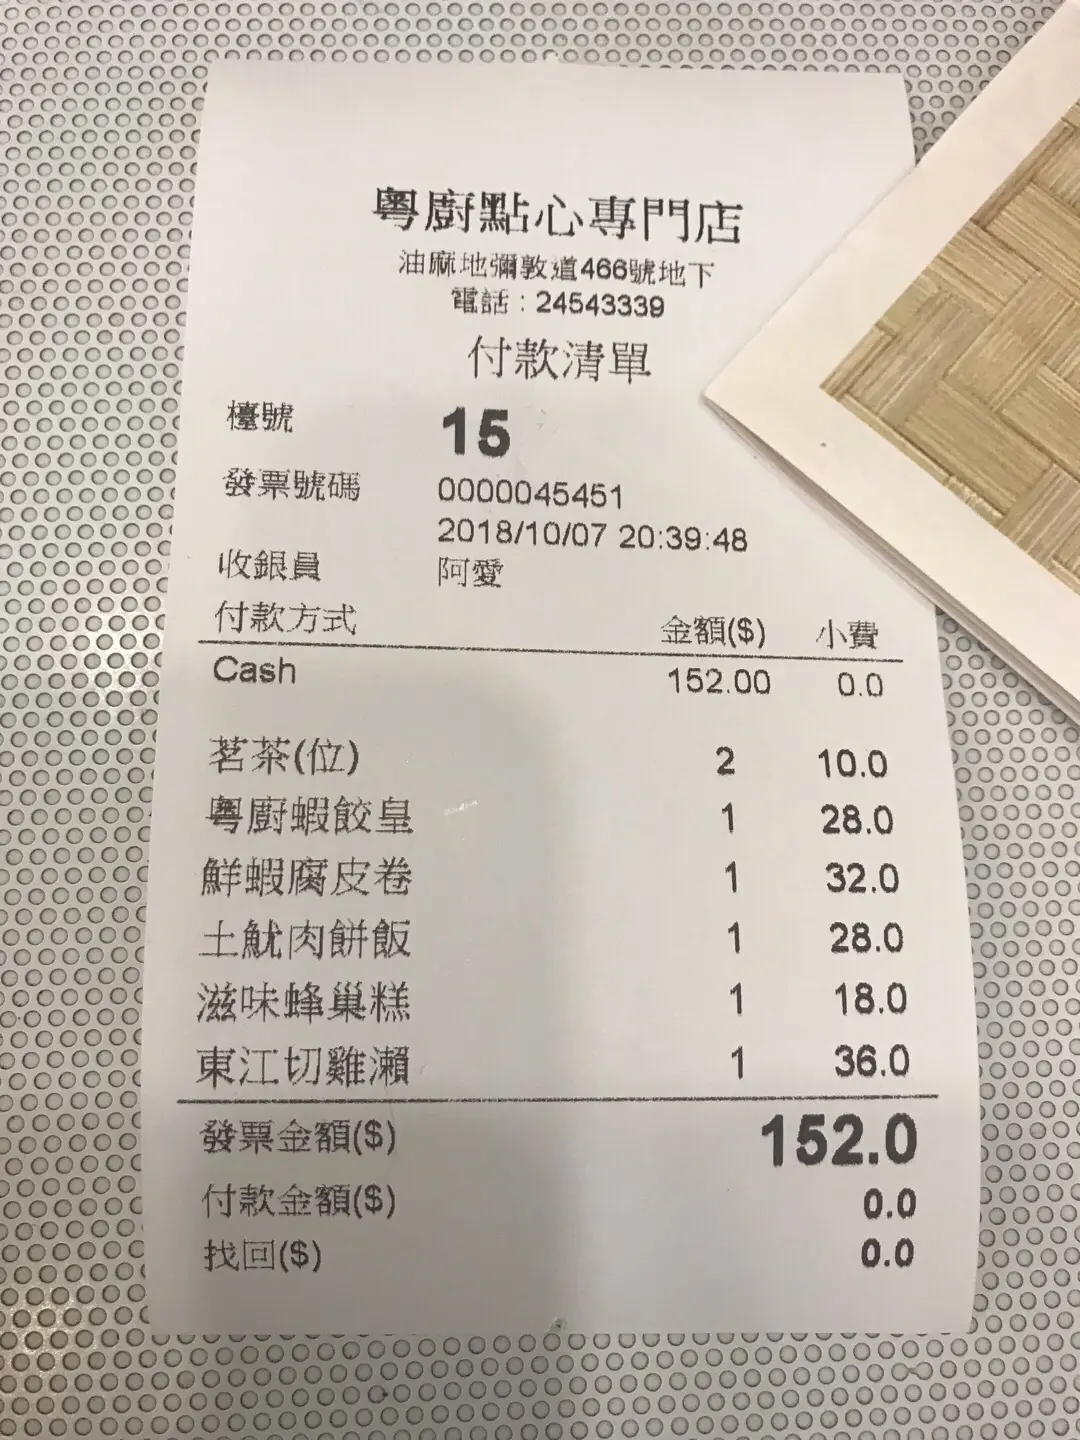 粵廚點心專門店
油麻地彌敦道466號地下
電話：24543339
付款清單
檯號 15
發票號碼 0000045451
2018/10/07 20:39:48
收銀員 阿愛
付款方式 金額($) 小費
Cash 152.00 0.0
茗茶(位) 2 10.0
粵廚蝦餃皇 1 28.0
鮮蝦腐皮卷 1 32.0
土魷肉餅飯 1 28.0
滋味蜂巢糕 1 18.0
東江切雞瀨 1 36.0
發票金額($) 152.0
付款金額($) 0.0
找回($) 0.0